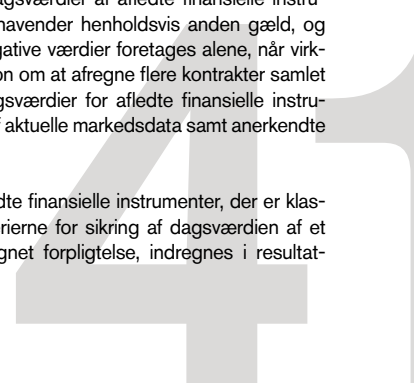 dagsværdier af afledte finansielle instru-
havender henholdsvis anden gæld, og
gative værdier foretages alene, når virk-
on om at afregne flere kontrakter samlet
gsværdier for afledte finansielle instru-
f aktuelle markedsdata samt anerkendte
dte finansielle instrumenter, der er klas-
erierne for sikring af dagsværdien af et
gnet forpligtelse, indregnes i resultat-
41